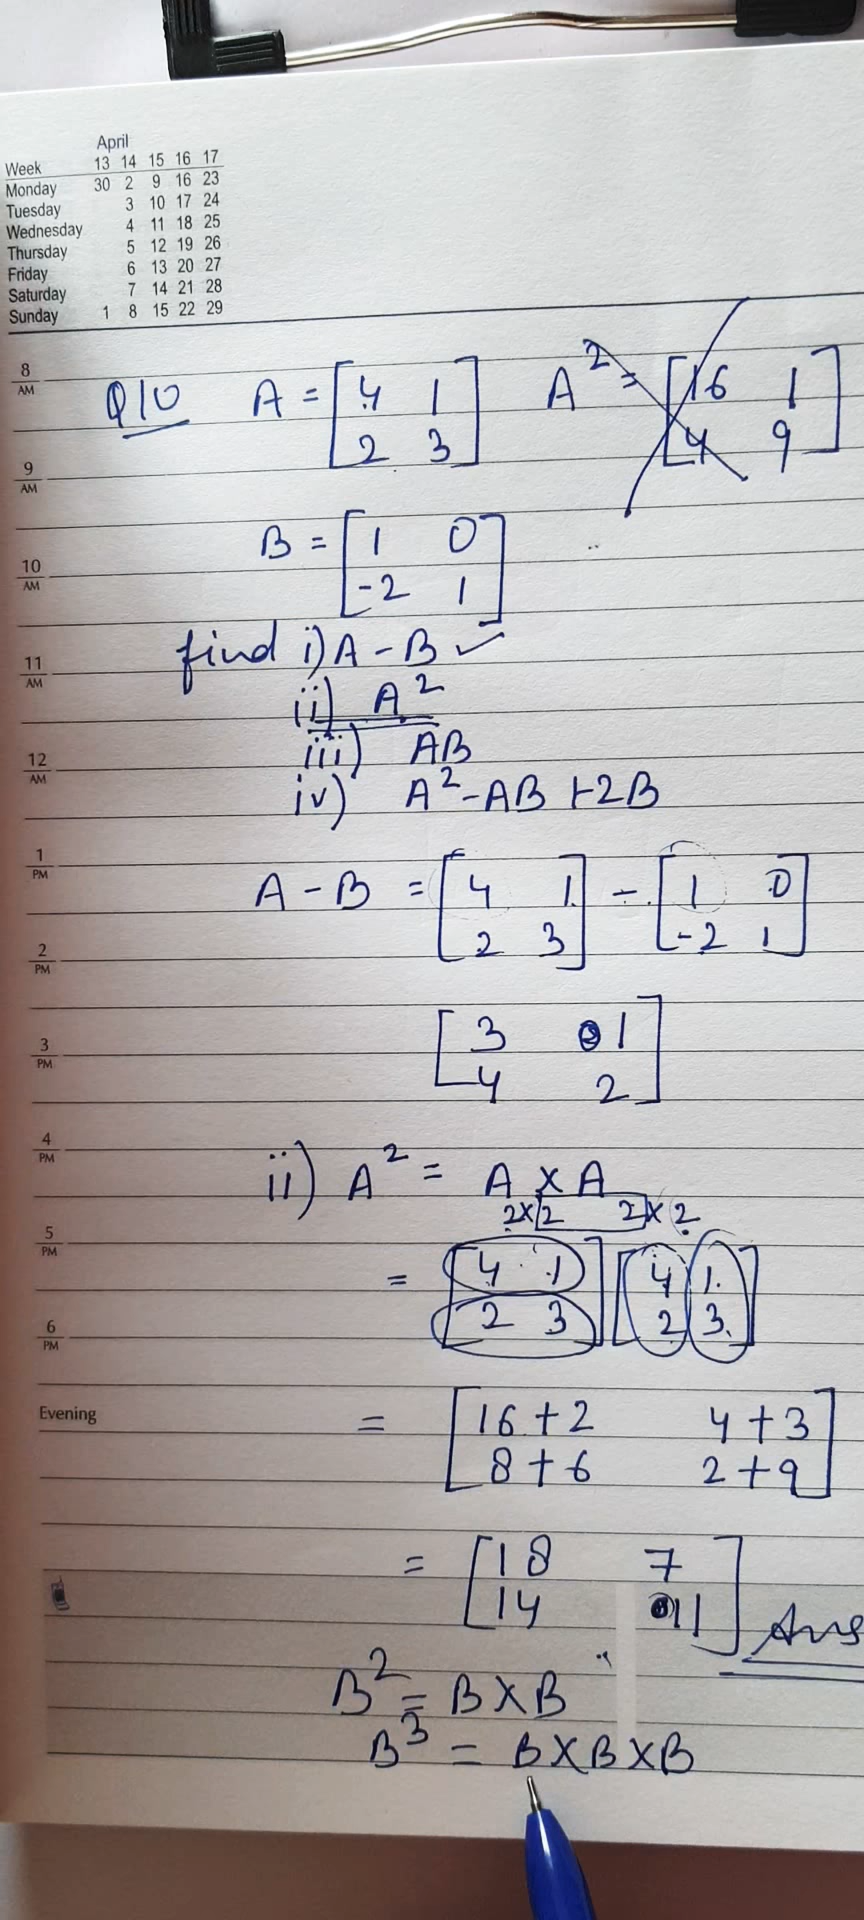 April
Week 13 14 15 16 17
Monday 30 2 9 16 23
Tuesday 3 10 17 24
Wednesday 4 11 18 25
Thursday 5 12 19 26
Friday 6 13 20 27
Saturday 7 14 21 28
Sunday 1 8 15 22 29
8 AM
Q10 A = [4 1 A² = [16 1
2 3] 4 9]
9 AM
B = [1 0
-2 1]
10 AM
find i) A - B ✓
11 AM
ii) A²
iii) AB
12 AM
iv) A² - AB + 2B
1 PM
A - B = [4 1 - [1 0
2 3] -2 1]
2 PM
[3 1
4 2]
3 PM
4 PM
ii) A² = A × A
2×2 2×2
5 PM
= [4 1 [4 1
2 3] 2 3]
6 PM
Evening
= [16+2 4+3
8+6 2+9]
= [18 7
14 11] Ans
B² = B × B
B³ = B × B × B